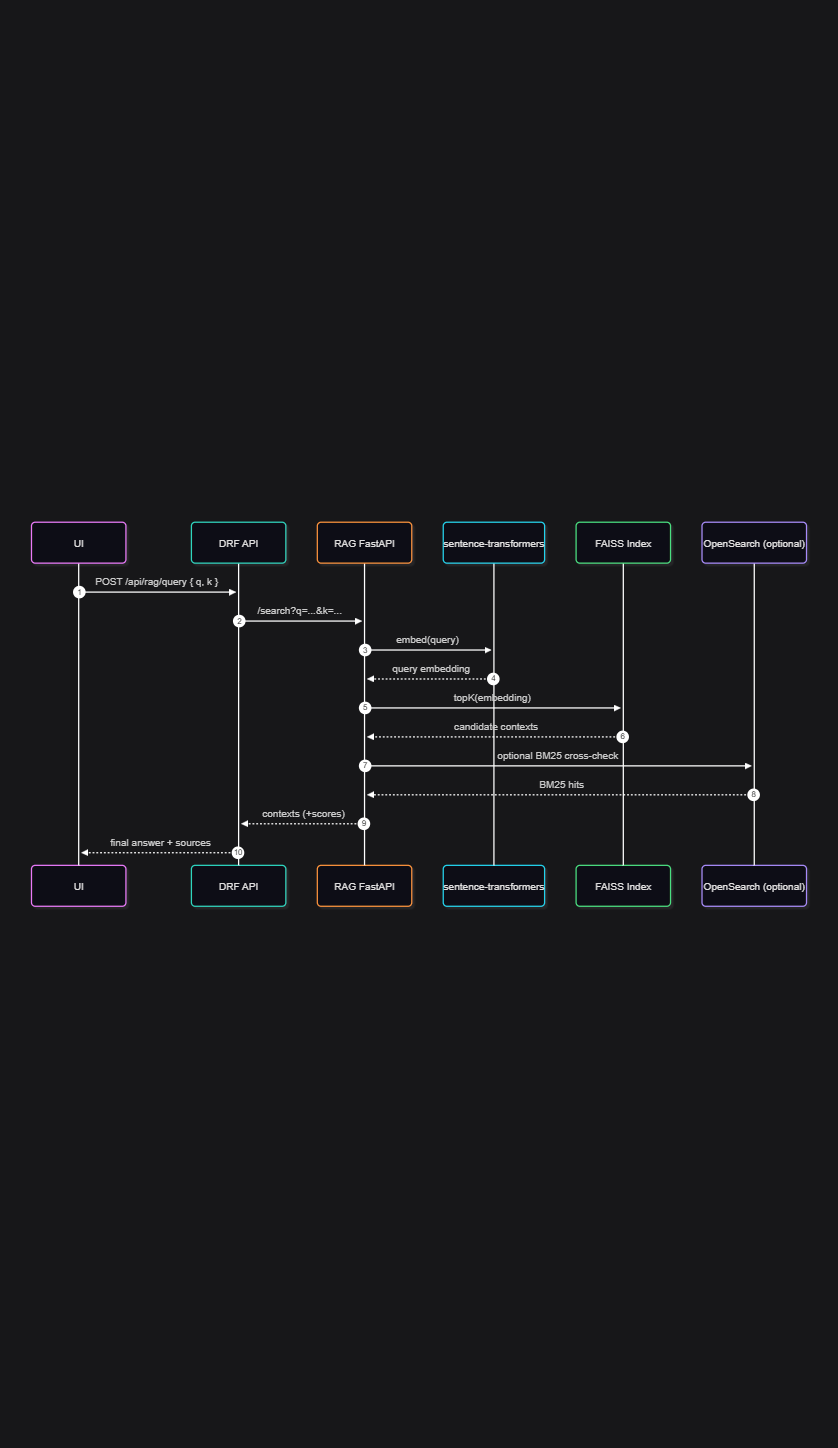 UI
DRF API
RAG FastAPI
sentence-transformers
FAISS Index
OpenSearch (optional)
POST /api/rag/query { q, k }
1
/search?q=...&k=...
2
embed(query)
3
query embedding
4
topK(embedding)
5
candidate contexts
6
optional BM25 cross-check
7
BM25 hits
8
contexts (+scores)
9
final answer + sources
10
UI
DRF API
RAG FastAPI
sentence-transformers
FAISS Index
OpenSearch (optional)